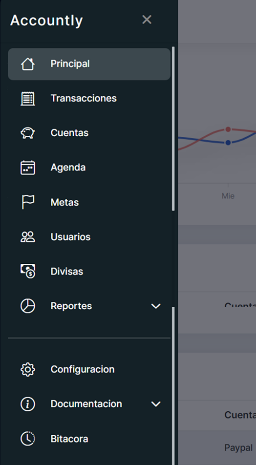 Accountly
Principal
Transacciones
Cuentas
Agenda
Metas
Mie
Usuarios
Divisas
Reportes
Cuenta
Configuracion
Documentacion
Cuenta
Bitacora
Paypal